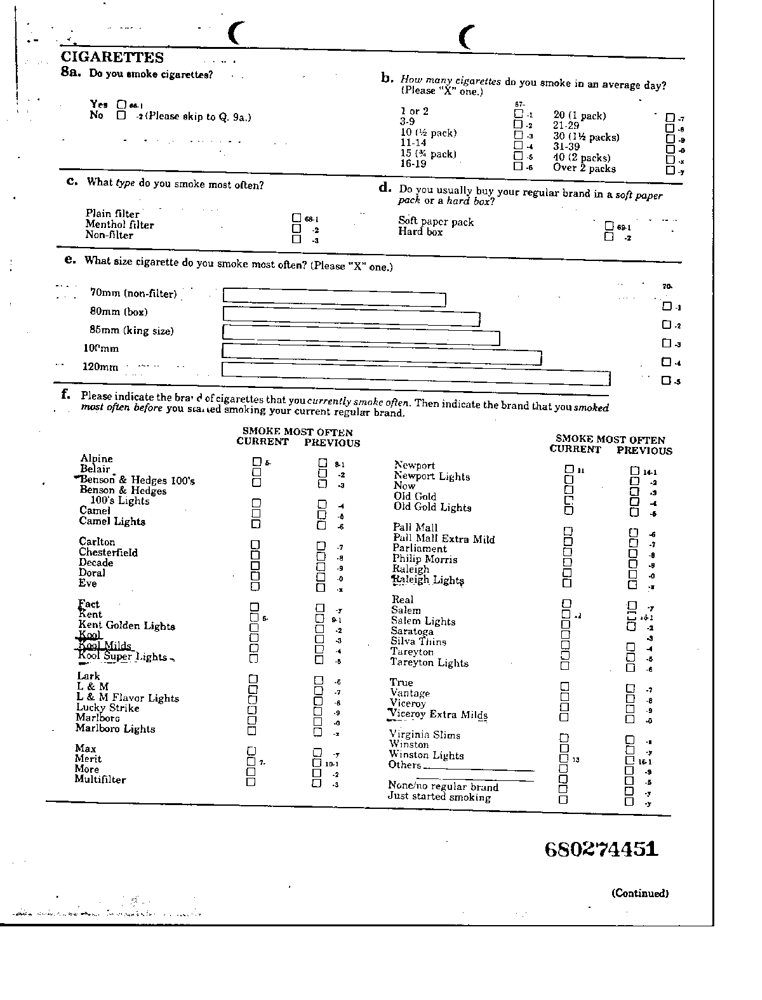 CIGARETTES
8a. Do you smoke cigarettes?
Yes ☐ 66-1
No ☐ -2 (Please skip to Q. 9a.)
b. How many cigarettes do you smoke in an average day?
(Please "X" one.)
67-
1 or 2 ☐ -1
3-9 ☐ -2
10 (½ pack) ☐ -3
11-14 ☐ -4
15 (¾ pack) ☐ -5
16-19 ☐ -6
20 (1 pack) ☐ -7
21-29 ☐ -8
30 (1½ packs) ☐ -9
31-39 ☐ -0
40 (2 packs) ☐ -x
Over 2 packs ☐ -y
c. What type do you smoke most often?
Plain filter ☐ 68-1
Menthol filter ☐ -2
Non-filter ☐ -3
d. Do you usually buy your regular brand in a soft paper
pack or a hard box?
Soft paper pack ☐ 69-1
Hard box ☐ -2
e. What size cigarette do you smoke most often? (Please "X" one.)
70-
70mm (non-filter) ☐ -1
80mm (box) ☐ -2
85mm (king size) ☐ -3
100mm ☐ -4
120mm ☐ -5
f. Please indicate the brand of cigarettes that you currently smoke often. Then indicate the brand that you smoked
most often before you started smoking your current regular brand.
SMOKE MOST OFTEN
CURRENT PREVIOUS
Alpine ☐ 5- ☐ 8-1
Belair ☐ ☐ -2
Benson & Hedges 100's ☐ ☐ -3
Benson & Hedges
100's Lights ☐ ☐ -4
Camel ☐ ☐ -5
Camel Lights ☐ ☐ -6
Carlton ☐ ☐ -7
Chesterfield ☐ ☐ -8
Decade ☐ ☐ -9
Doral ☐ ☐ -0
Eve ☐ ☐ -x
Fact ☐ ☐ -y
Kent ☐ 6- ☐ 9-1
Kent Golden Lights ☐ ☐ -2
Kool ☐ ☐ -3
Kool Milds ☐ ☐ -4
Kool Super Lights ☐ ☐ -5
Lark ☐ ☐ -6
L & M ☐ ☐ -7
L & M Flavor Lights ☐ ☐ -8
Lucky Strike ☐ ☐ -9
Marlboro ☐ ☐ -0
Marlboro Lights ☐ ☐ -x
Max ☐ ☐ -y
Merit ☐ 7- ☐ 10-1
More ☐ ☐ -2
Multifilter ☐ ☐ -3
SMOKE MOST OFTEN
CURRENT PREVIOUS
Newport ☐ 11 ☐ 14-1
Newport Lights ☐ ☐ -2
Now ☐ ☐ -3
Old Gold ☐ ☐ -4
Old Gold Lights ☐ ☐ -5
Pall Mall ☐ ☐ -6
Pall Mall Extra Mild ☐ ☐ -7
Parliament ☐ ☐ -8
Philip Morris ☐ ☐ -9
Raleigh ☐ ☐ -0
Raleigh Lights ☐ ☐ -x
Real ☐ ☐ -y
Salem ☐ ☐
Salem Lights ☐ ☐ -2
Saratoga ☐ -3
Silva Thins ☐ ☐ -4
Tareyton ☐ ☐ -5
Tareyton Lights ☐ ☐ -6
True ☐ ☐ -7
Vantage ☐ ☐ -8
Viceroy ☐ ☐ -9
Viceroy Extra Milds ☐ ☐ -0
Virginia Slims ☐ ☐ -x
Winston ☐ ☐ -y
Winston Lights ☐ 13 ☐ 16-1
Others ☐ ☐
None/no regular brand ☐ ☐
Just started smoking ☐ ☐ -y
680274451
(Continued)